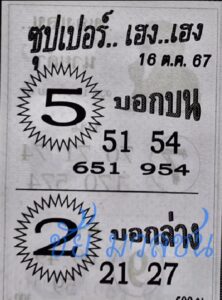 ซุปเปอร์.. เฮง..เฮง
16 ต.ค. 67
5 บอกบน
51 54
651 954
2 บอกล่าง
21 27